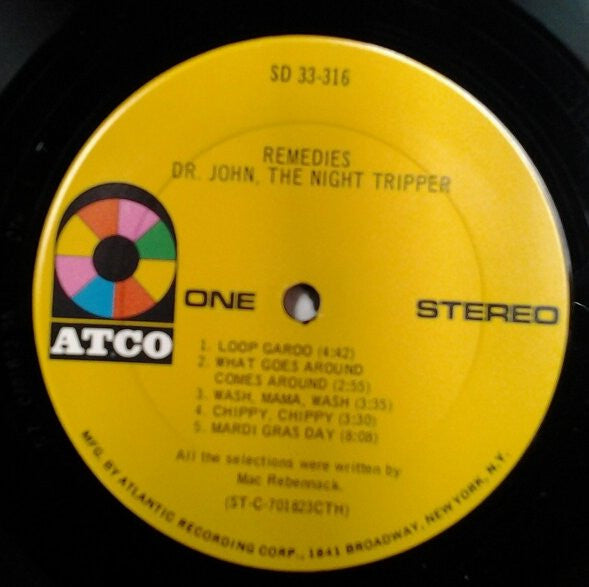 SD 33-316
REMEDIES
DR. JOHN, THE NIGHT TRIPPER
ATCO
ONE
STEREO
1. LOOP GAROO (4:42)
2. WHAT GOES AROUND
COMES AROUND (2:55)
3. WASH, MAMA, WASH (3:35)
4. CHIPPY, CHIPPY (3:30)
5. MARDI GRAS DAY (8:08)
All the selections were written by
Mac Rebennack.
(ST-C-701823CTH)
MFG. BY ATLANTIC RECORDING CORP., 1841 BROADWAY, NEW YORK, N.Y.